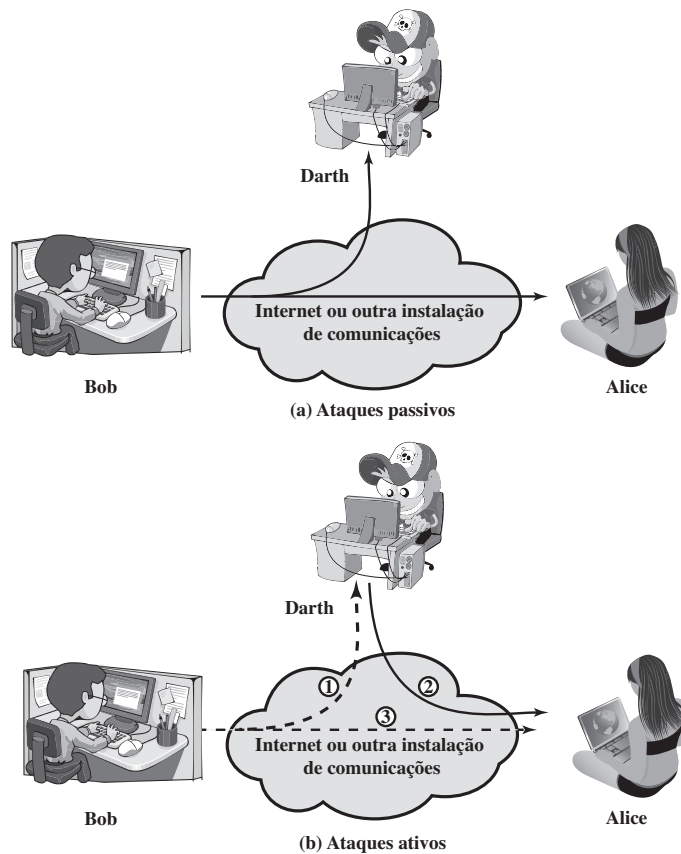 Darth
Internet ou outra instalação
de comunicações
Bob
Alice
(a) Ataques passivos
Darth
1
2
3
Internet ou outra instalação
de comunicações
Bob
Alice
(b) Ataques ativos